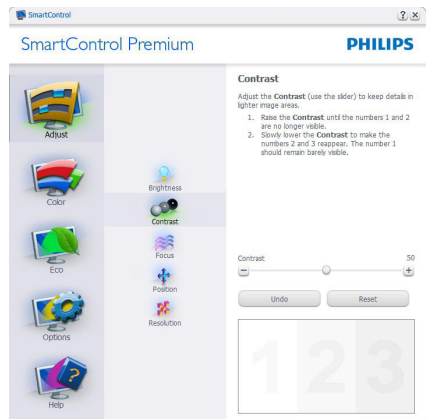 SmartControl
SmartControl Premium
PHILIPS
Adjust
Color
Eco
Options
Help
Brightness
Contrast
Focus
Position
Resolution
Contrast
Adjust the Contrast (use the slider) to keep details in
lighter image areas.
1. Raise the Contrast until the numbers 1 and 2
are no longer visible.
2. Slowly lower the Contrast to make the
numbers 2 and 3 reappear. The number 1
should remain barely visible.
Contrast 50
Undo Reset
1 2 3